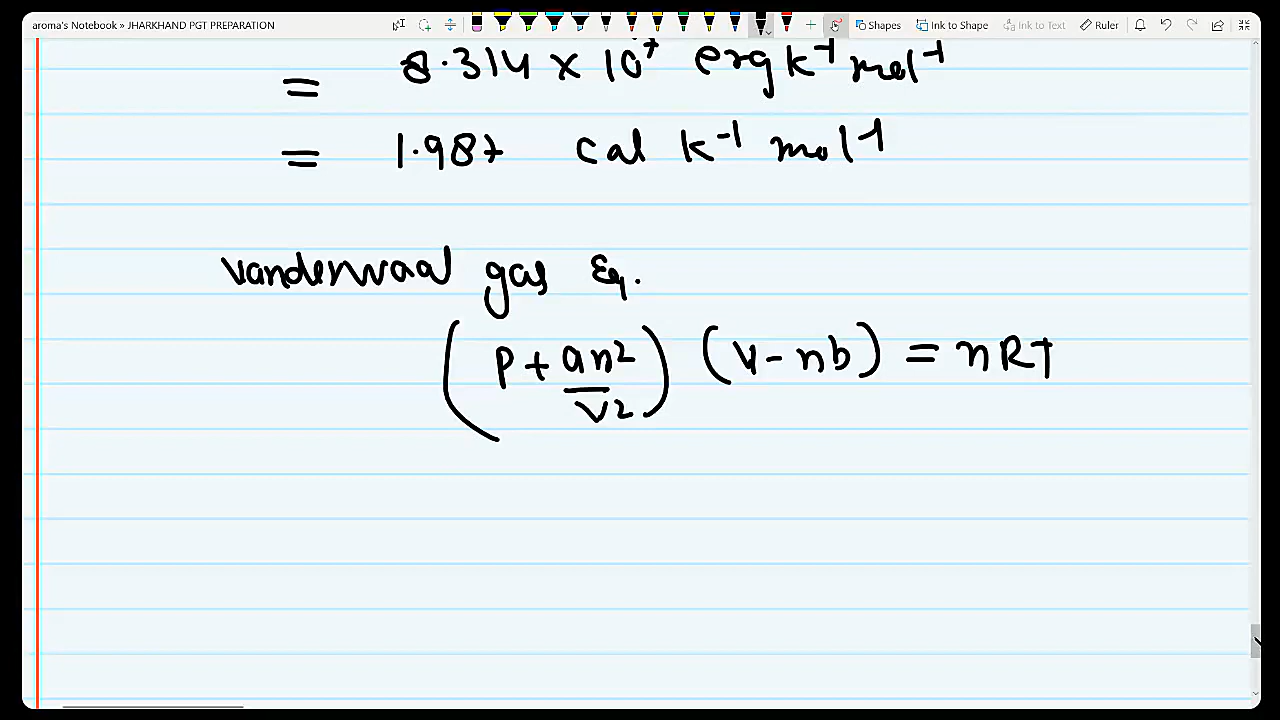 aroma's Notebook » JHARKHAND PGT PREPARATION
Shapes Ink to Shape Ink to Text Ruler
= 8.314 × 10⁷ erg k⁻¹ mol⁻¹
= 1.987 cal k⁻¹ mol⁻¹
vanderwaal gas Eq.
(P + an²/v²) (v - nb) = nRT